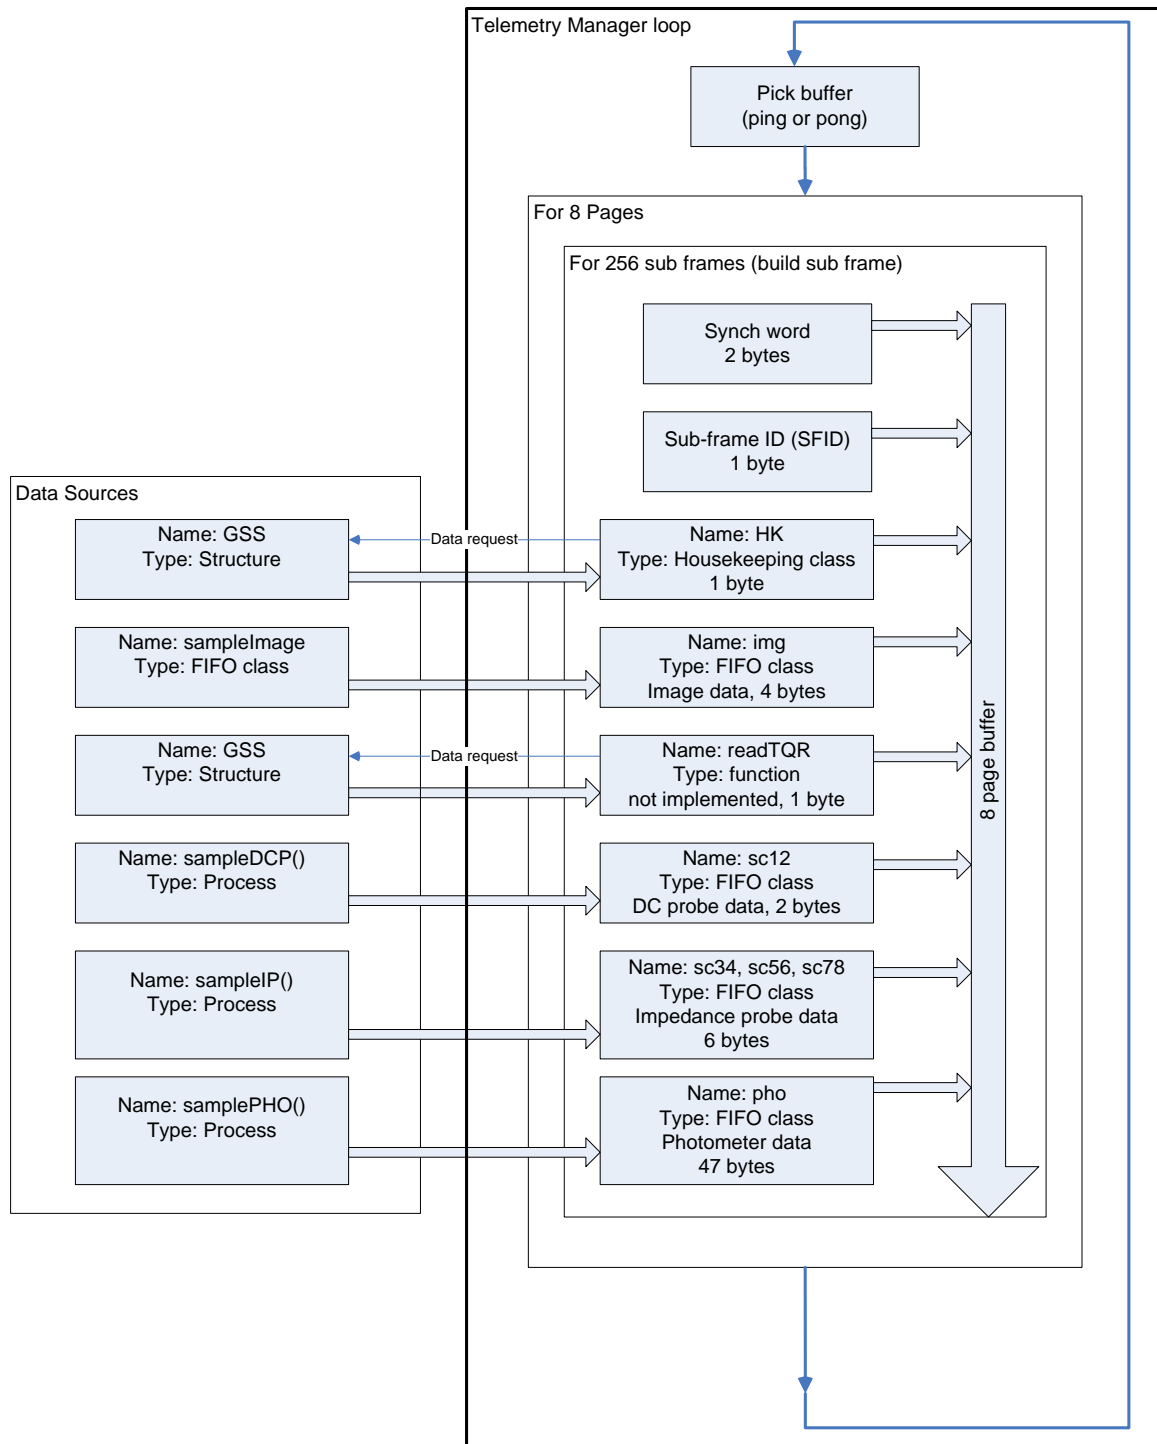 Telemetry Manager loop
Pick buffer
(ping or pong)
For 8 Pages
For 256 sub frames (build sub frame)
Synch word
2 bytes
Sub-frame ID (SFID)
1 byte
Data Sources
Name: GSS
Type: Structure
Data request
Name: HK
Type: Housekeeping class
1 byte
Name: sampleImage
Type: FIFO class
Name: img
Type: FIFO class
Image data, 4 bytes
Name: GSS
Type: Structure
Data request
Name: readTQR
Type: function
not implemented, 1 byte
8 page buffer
Name: sampleDCP()
Type: Process
Name: sc12
Type: FIFO class
DC probe data, 2 bytes
Name: sampleIP()
Type: Process
Name: sc34, sc56, sc78
Type: FIFO class
Impedance probe data
6 bytes
Name: samplePHO()
Type: Process
Name: pho
Type: FIFO class
Photometer data
47 bytes